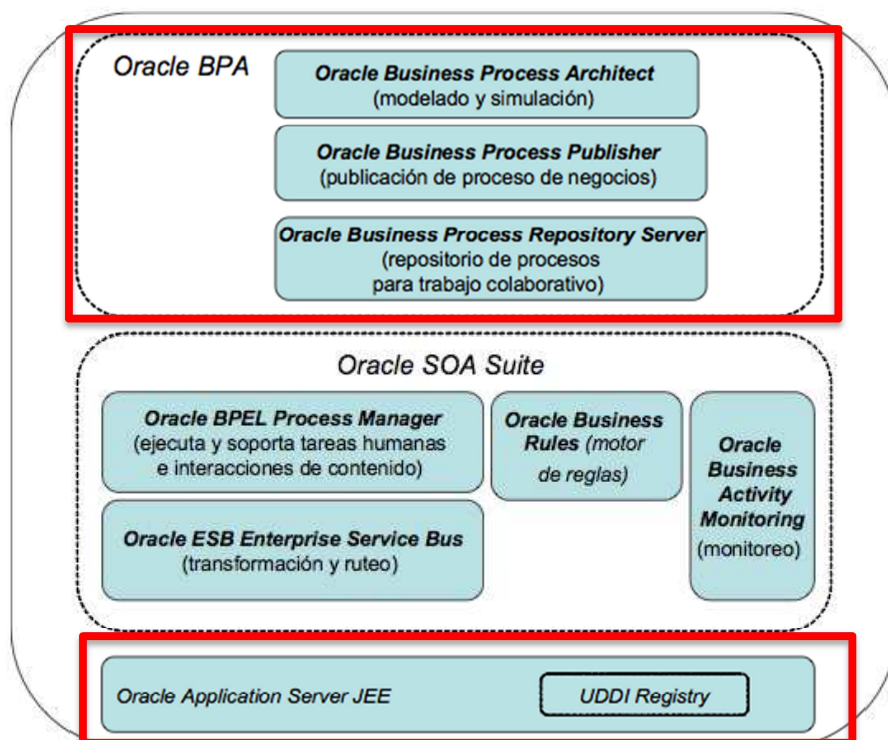 Oracle BPA
Oracle Business Process Architect
(modelado y simulación)
Oracle Business Process Publisher
(publicación de proceso de negocios)
Oracle Business Process Repository Server
(repositorio de procesos
para trabajo colaborativo)
Oracle SOA Suite
Oracle BPEL Process Manager
(ejecuta y soporta tareas humanas
e interacciones de contenido)
Oracle Business
Rules (motor
de reglas)
Oracle
Business
Activity
Monitoring
(monitoreo)
Oracle ESB Enterprise Service Bus
(transformación y ruteo)
Oracle Application Server JEE
UDDI Registry